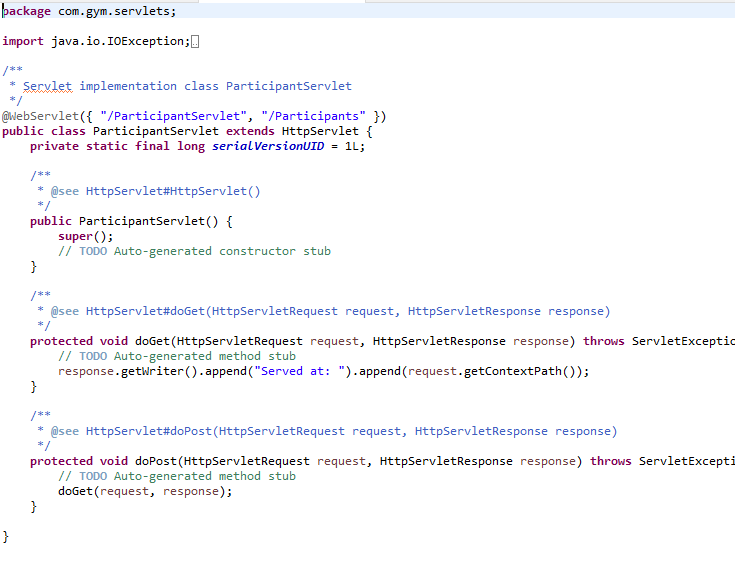 package com.gym.servlets;
import java.io.IOException;
/**
* Servlet implementation class ParticipantServlet
*/
@WebServlet({ "/ParticipantServlet", "/Participants" })
public class ParticipantServlet extends HttpServlet {
private static final long serialVersionUID = 1L;
/**
* @see HttpServlet#HttpServlet()
*/
public ParticipantServlet() {
super();
// TODO Auto-generated constructor stub
}
/**
* @see HttpServlet#doGet(HttpServletRequest request, HttpServletResponse response)
*/
protected void doGet(HttpServletRequest request, HttpServletResponse response) throws ServletExceptio
// TODO Auto-generated method stub
response.getWriter().append("Served at: ").append(request.getContextPath());
}
/**
* @see HttpServlet#doPost(HttpServletRequest request, HttpServletResponse response)
*/
protected void doPost(HttpServletRequest request, HttpServletResponse response) throws ServletExcepti
// TODO Auto-generated method stub
doGet(request, response);
}
}